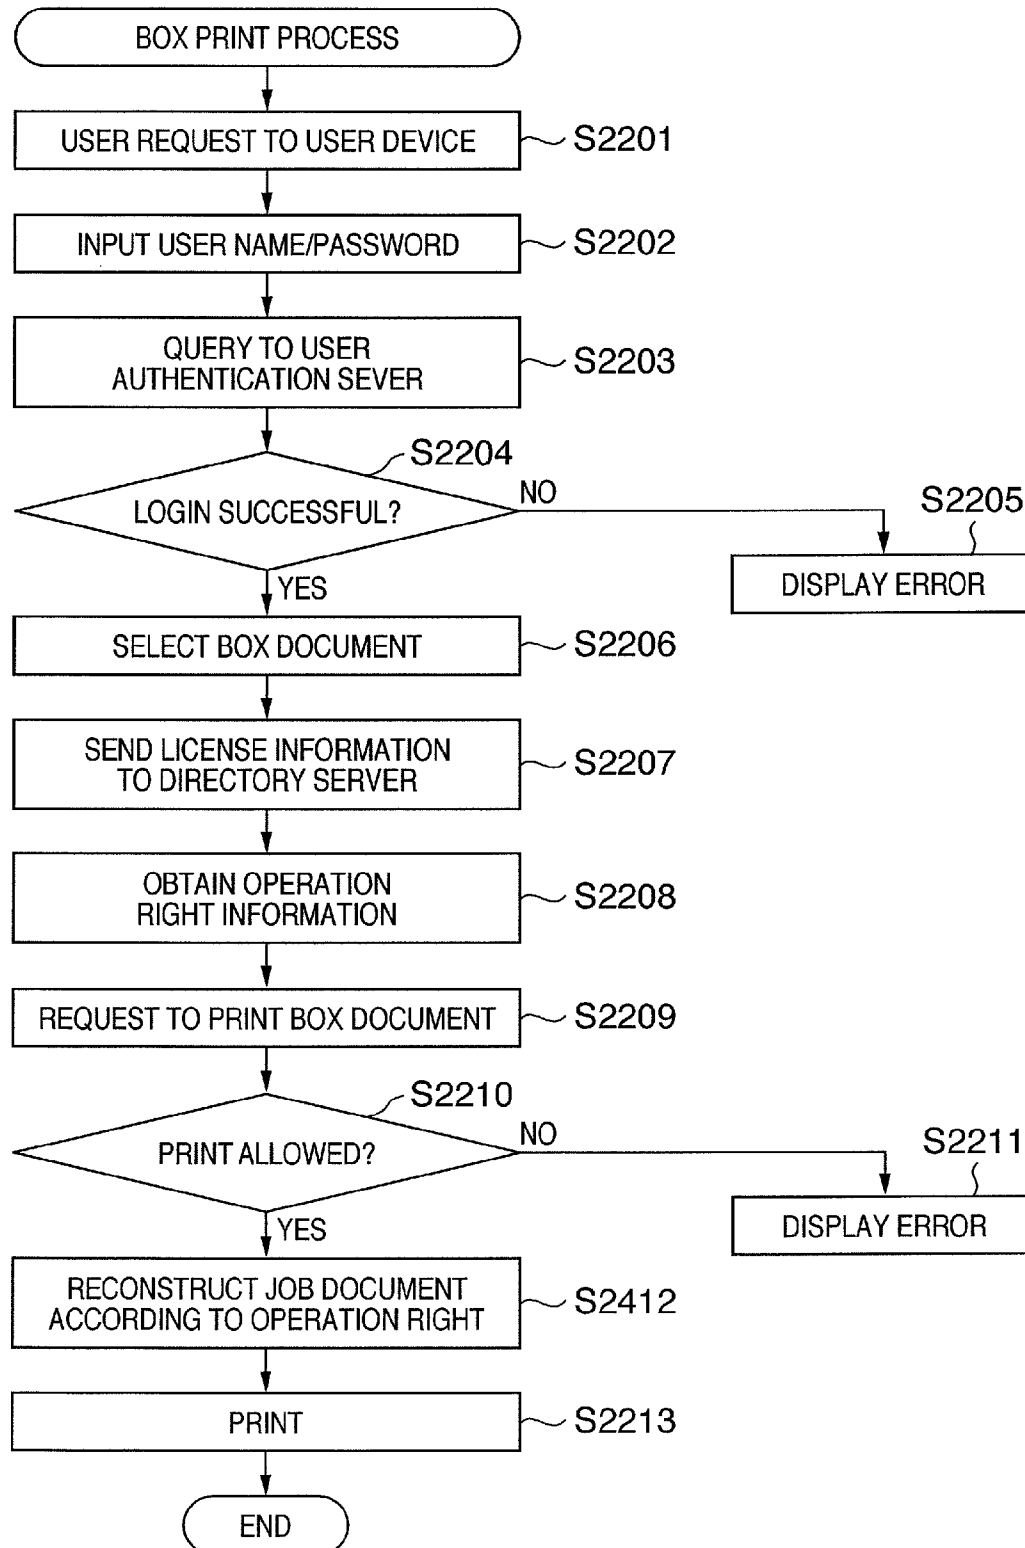 BOX PRINT PROCESS
USER REQUEST TO USER DEVICE
S2201
INPUT USER NAME/PASSWORD
S2202
QUERY TO USER
AUTHENTICATION SEVER
S2203
S2204
LOGIN SUCCESSFUL?
NO
S2205
DISPLAY ERROR
YES
SELECT BOX DOCUMENT
S2206
SEND LICENSE INFORMATION
TO DIRECTORY SERVER
S2207
OBTAIN OPERATION
RIGHT INFORMATION
S2208
REQUEST TO PRINT BOX DOCUMENT
S2209
S2210
PRINT ALLOWED?
NO
S2211
DISPLAY ERROR
YES
RECONSTRUCT JOB DOCUMENT
ACCORDING TO OPERATION RIGHT
S2412
PRINT
S2213
END